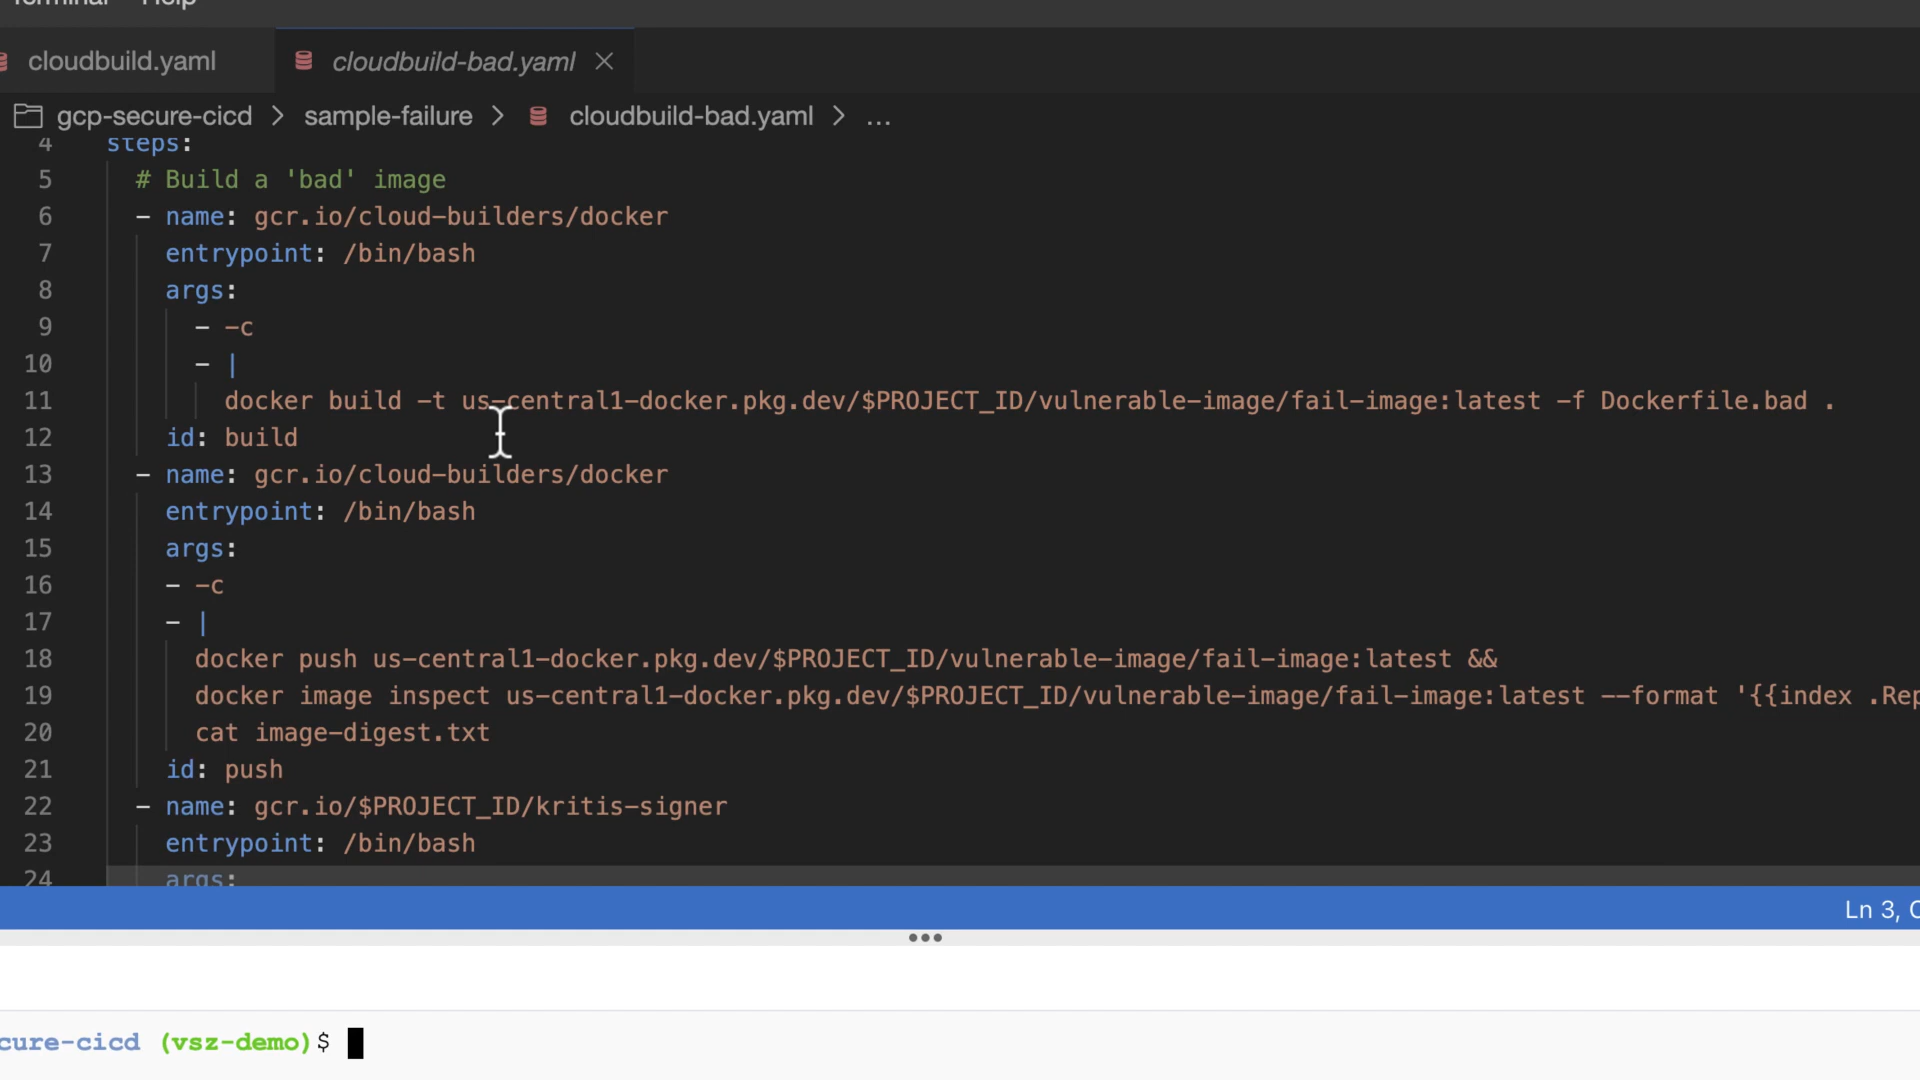 Terminal Help
cloudbuild.yaml cloudbuild-bad.yaml
gcp-secure-cicd > sample-failure > cloudbuild-bad.yaml > ...
4 steps:
5 # Build a 'bad' image
6 - name: gcr.io/cloud-builders/docker
7 entrypoint: /bin/bash
8 args:
9 - -c
10 - |
11 docker build -t us-central1-docker.pkg.dev/$PROJECT_ID/vulnerable-image/fail-image:latest -f Dockerfile.bad .
12 id: build
13 - name: gcr.io/cloud-builders/docker
14 entrypoint: /bin/bash
15 args:
16 - -c
17 - |
18 docker push us-central1-docker.pkg.dev/$PROJECT_ID/vulnerable-image/fail-image:latest &&
19 docker image inspect us-central1-docker.pkg.dev/$PROJECT_ID/vulnerable-image/fail-image:latest --format '{{index .Rep
20 cat image-digest.txt
21 id: push
22 - name: gcr.io/$PROJECT_ID/kritis-signer
23 entrypoint: /bin/bash
24 args:
Ln 3, C
cure-cicd (vsz-demo)$